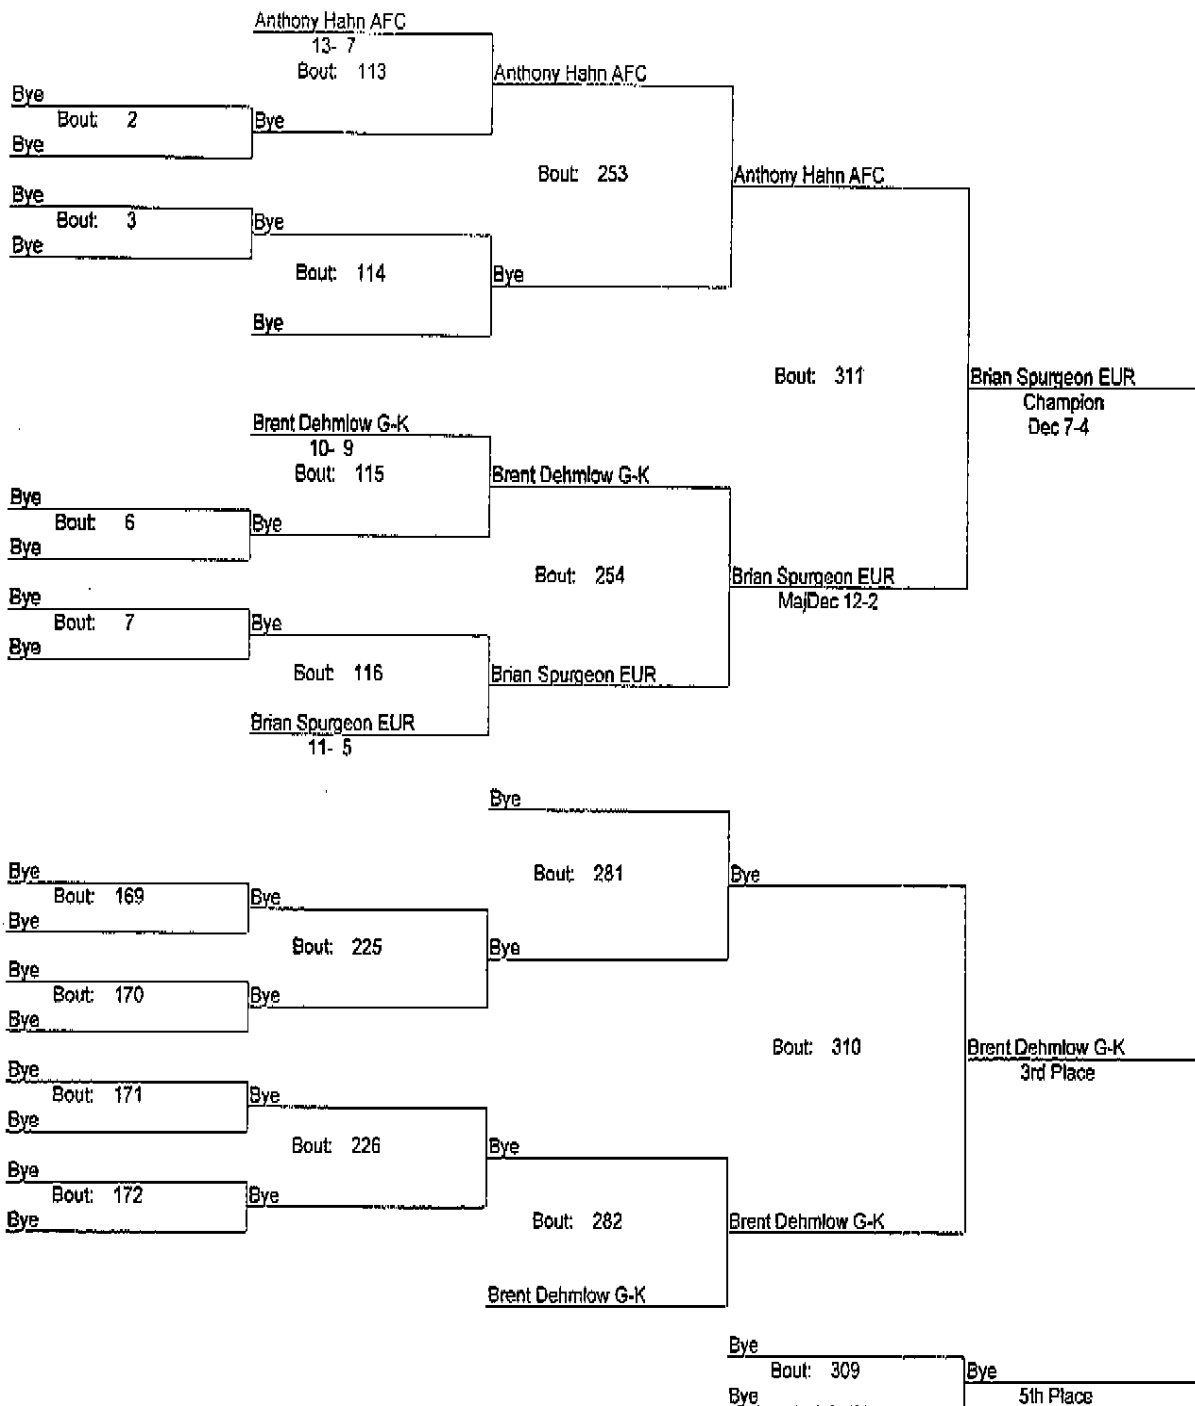 Anthony Hahn AFC
13- 7
Bout: 113
Anthony Hahn AFC
Bye
Bout: 2
Bye
Bye
Bout: 253
Anthony Hahn AFC
Bye
Bout: 3
Bye
Bye
Bout: 114
Bye
Bye
Bout: 311
Brian Spurgeon EUR
Champion
Dec 7-4
Brent Dehmlow G-K
10- 9
Bout: 115
Brent Dehmlow G-K
Bye
Bout: 6
Bye
Bye
Bout: 254
Brian Spurgeon EUR
MajDec 12-2
Bye
Bout: 7
Bye
Bye
Bout: 116
Brian Spurgeon EUR
Brian Spurgeon EUR
11- 5
Bye
Bout: 281
Bye
Bye
Bout: 169
Bye
Bye
Bout: 225
Bye
Bye
Bout: 170
Bye
Bye
Bout: 310
Brent Dehmlow G-K
3rd Place
Bye
Bout: 171
Bye
Bye
Bout: 226
Bye
Bye
Bout: 172
Bye
Bye
Bout: 282
Brent Dehmlow G-K
Brent Dehmlow G-K
Bye
Bout: 309
Bye
Bye
5th Place